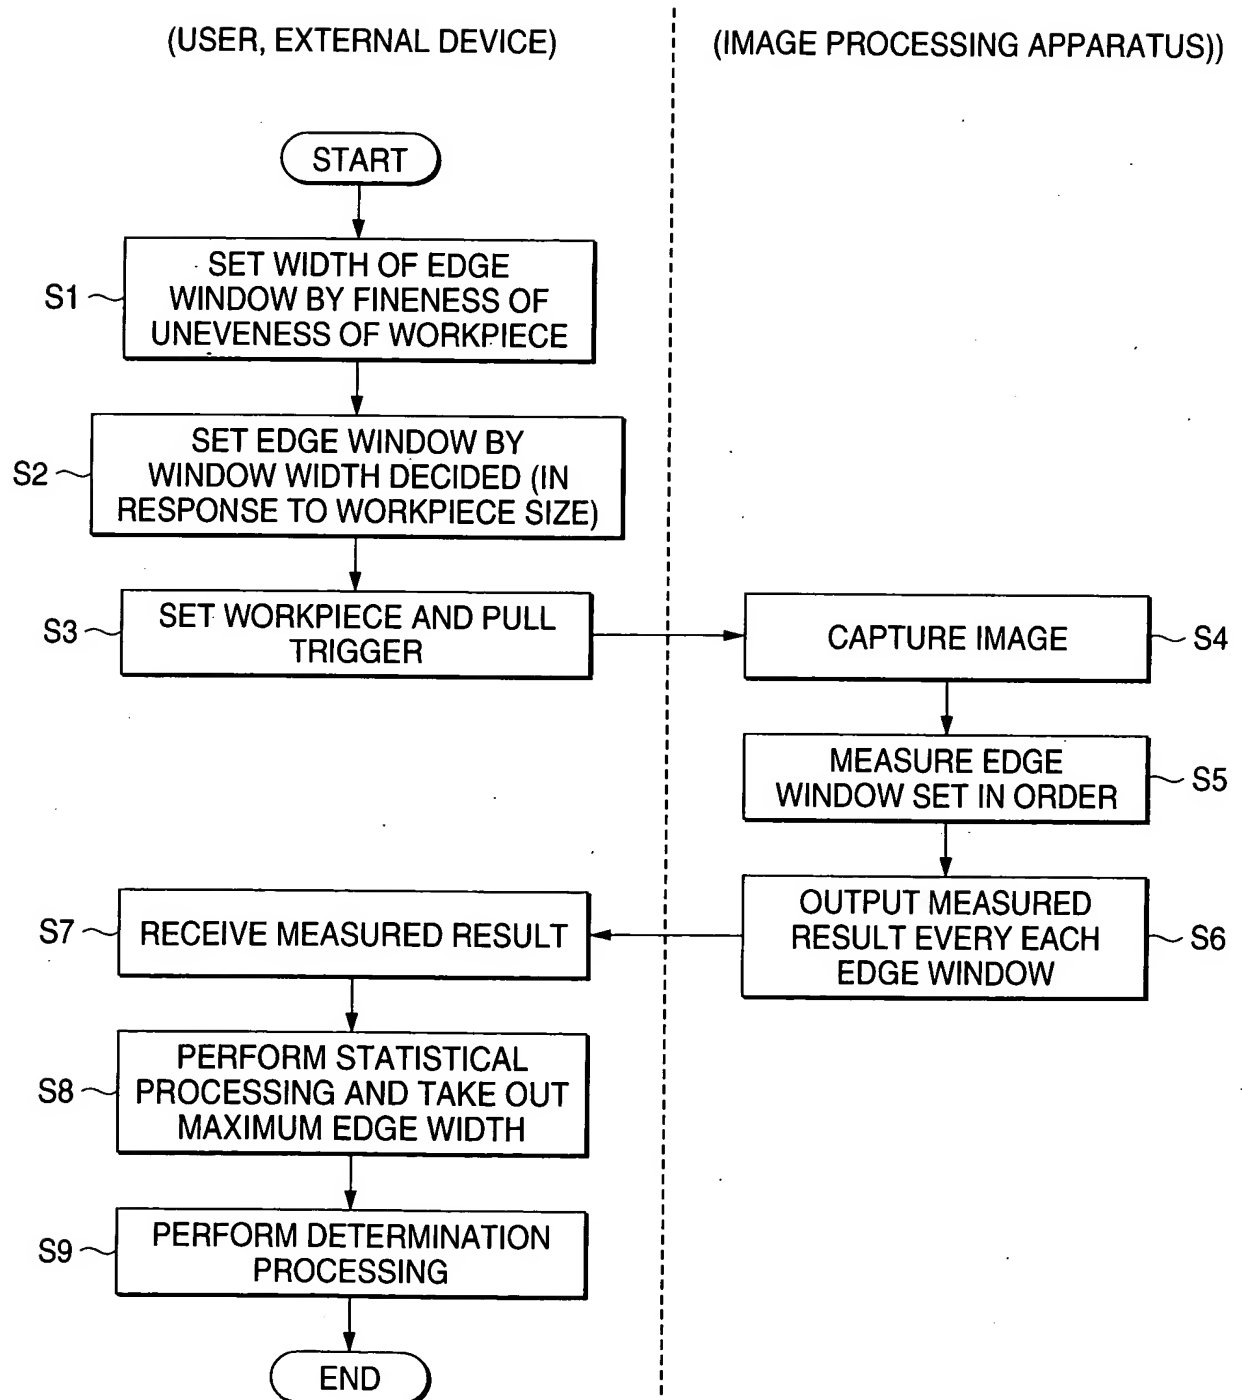 (USER, EXTERNAL DEVICE)
(IMAGE PROCESSING APPARATUS))
START
S1
SET WIDTH OF EDGE
WINDOW BY FINENESS OF
UNEVENESS OF WORKPIECE
S2
SET EDGE WINDOW BY
WINDOW WIDTH DECIDED (IN
RESPONSE TO WORKPIECE SIZE)
S3
SET WORKPIECE AND PULL
TRIGGER
CAPTURE IMAGE
S4
MEASURE EDGE
WINDOW SET IN ORDER
S5
OUTPUT MEASURED
RESULT EVERY EACH
EDGE WINDOW
S6
S7
RECEIVE MEASURED RESULT
S8
PERFORM STATISTICAL
PROCESSING AND TAKE OUT
MAXIMUM EDGE WIDTH
S9
PERFORM DETERMINATION
PROCESSING
END